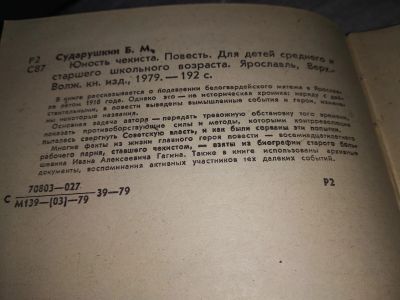 Р2
С87
Сударушкин Б. М.
Юность чекиста. Повесть. Для детей среднего и
старшего школьного возраста. Ярославль, Верх.-
Волж. кн. изд., 1979. — 192 с.
В книге рассказывается о подавлении белогвардейского мятежа в Ярослав-
ле летом 1918 года. Однако это — не историческая хроника: наряду с дей-
ствительными, в повести выведены вымышленные события и герои, изменены
некоторые названия.
Основная задача автора — передать тревожную обстановку того времени,
показать противоборствующие силы и методы, которыми контрреволюция
пыталась свергнуть Советскую власть, и как были сорваны эти попытки.
Многие факты из жизни главного героя повести — восемнадцатилетнего
рабочего парня, ставшего чекистом, — взяты из биографии старого
шевика Ивана Алексеевича Гагина. Также в книге использованы архивные
документы, воспоминания активных участников тех далеких событий.
С 70803—027 39—79
М139—(03)—79
Р2